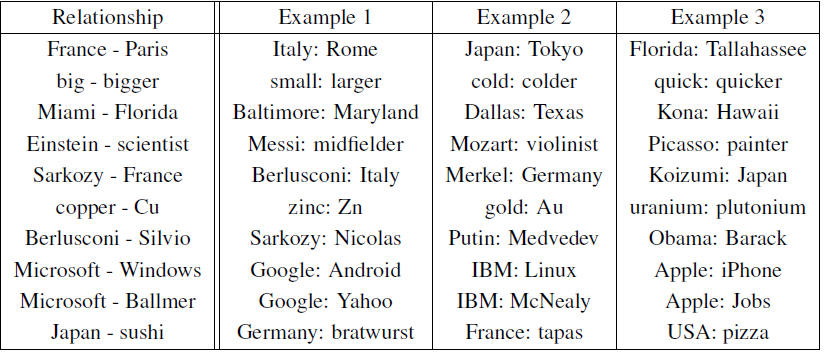 Relationship Example 1 Example 2 Example 3
France - Paris Italy: Rome Japan: Tokyo Florida: Tallahassee
big - bigger small: larger cold: colder quick: quicker
Miami - Florida Baltimore: Maryland Dallas: Texas Kona: Hawaii
Einstein - scientist Messi: midfielder Mozart: violinist Picasso: painter
Sarkozy - France Berlusconi: Italy Merkel: Germany Koizumi: Japan
copper - Cu zinc: Zn gold: Au uranium: plutonium
Berlusconi - Silvio Sarkozy: Nicolas Putin: Medvedev Obama: Barack
Microsoft - Windows Google: Android IBM: Linux Apple: iPhone
Microsoft - Ballmer Google: Yahoo IBM: McNealy Apple: Jobs
Japan - sushi Germany: bratwurst France: tapas USA: pizza